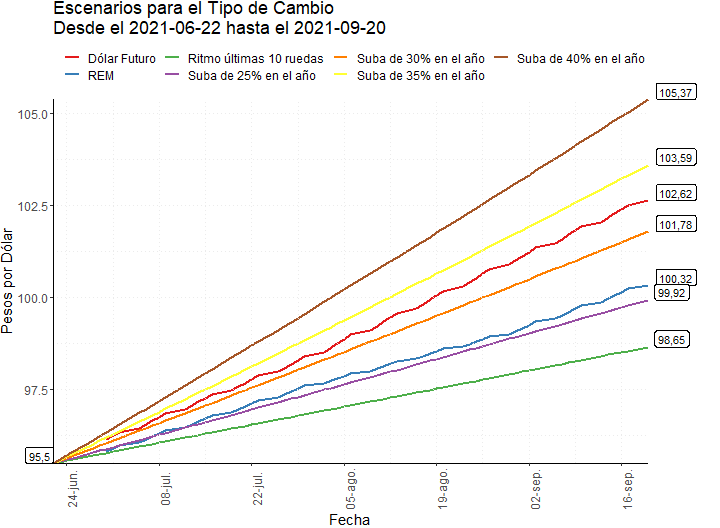 Escenarios para el Tipo de Cambio
Desde el 2021-06-22 hasta el 2021-09-20
Dólar Futuro
Ritmo últimas 10 ruedas
Suba de 30% en el año
Suba de 40% en el año
REM
Suba de 25% en el año
Suba de 35% en el año
105,37
105.0
103,59
102,62
102.5
101,78
100,32
100.0
99,92
98,65
97.5
95,5
Pesos por Dólar
24-jun.
08-jul.
22-jul.
05-ago.
19-ago.
02-sep.
16-sep.
Fecha